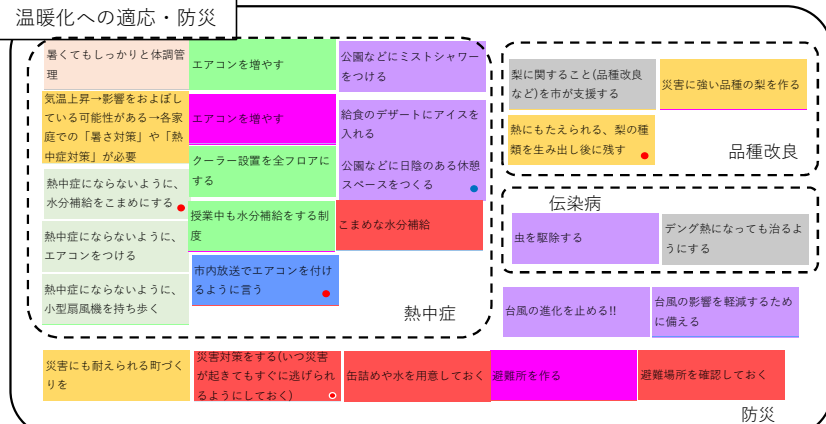 温暖化への適応・防災
暑くてもしっかりと体調管
理
エアコンを増やす
公園などにミストシャワー
をつける
気温上昇→影響をおよぼし
ている可能性がある→各家
庭での「暑さ対策」や「熱
中症対策」が必要
エアコンを増やす
給食のデザートにアイスを
入れる
公園などに日陰のある休憩
スペースをつくる
クーラー設置を全フロアに
する
熱中症にならないように、
水分補給をこまめにする
授業中も水分補給をする制
度
こまめな水分補給
熱中症にならないように、
エアコンをつける
市内放送でエアコンを付け
るように言う
熱中症にならないように、
小型扇風機を持ち歩く
熱中症
梨に関すること(品種改良
など)を市が支援する
災害に強い品種の梨を作る
熱にもたえられる、梨の種
類を生み出し後に残す
品種改良
伝染病
虫を駆除する
デング熱になっても治るよ
うにする
台風の進化を止める!!
台風の影響を軽減するため
に備える
災害にも耐えられる町づく
りを
災害対策をする(いつ災害
が起きてもすぐに逃げられ
るようにしておく)
缶詰めや水を用意しておく
避難所を作る
避難場所を確認しておく
防災